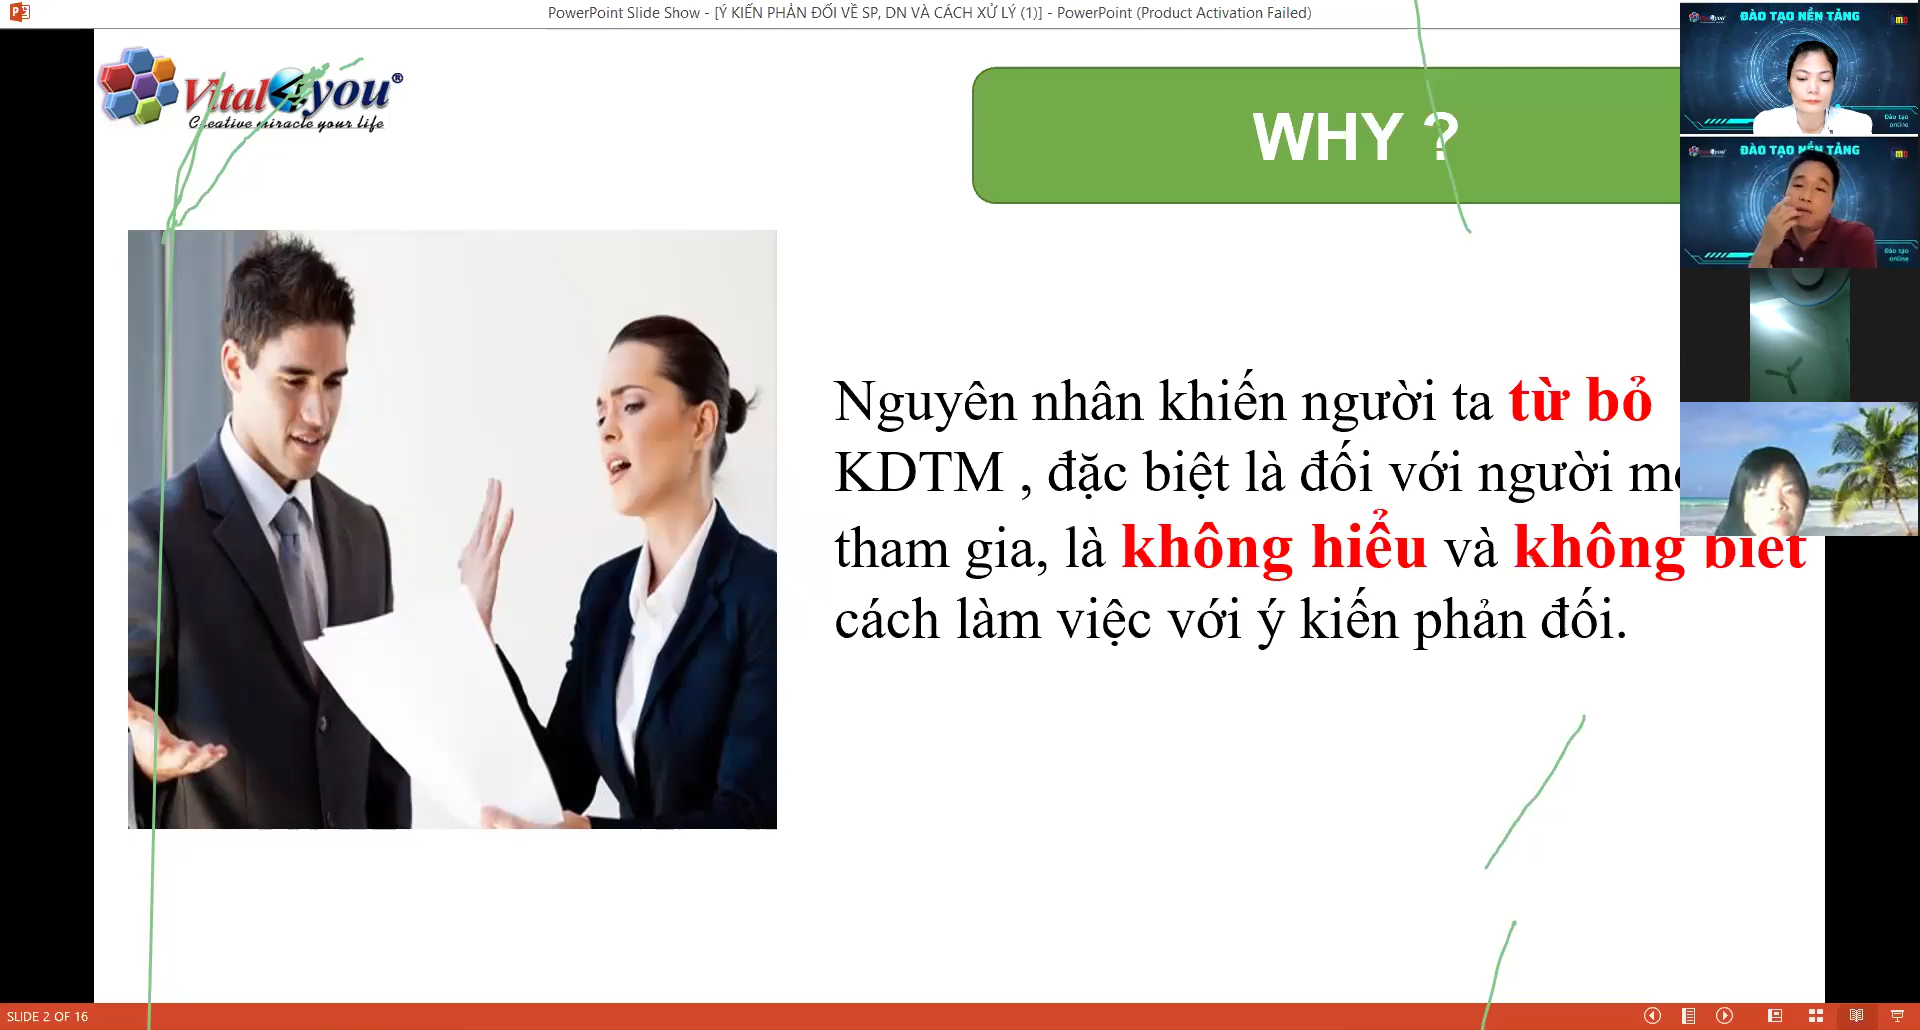 PowerPoint Slide Show - [Ý KIẾN PHẢN ĐỐI VỀ SP, DN VÀ CÁCH XỬ LÝ (1)] - PowerPoint (Product Activation Failed)
Vital4you®
Creative miracle your life
WHY ?
ĐÀO TẠO NỀN TẢNG
Đào tạo
online
ĐÀO TẠO NỀN TẢNG
Đào tạo
online
Nguyên nhân khiến người ta từ bỏ
KDTM , đặc biệt là đối với người
tham gia, là không hiểu và không biết
cách làm việc với ý kiến phản đối.
SLIDE 2 OF 16